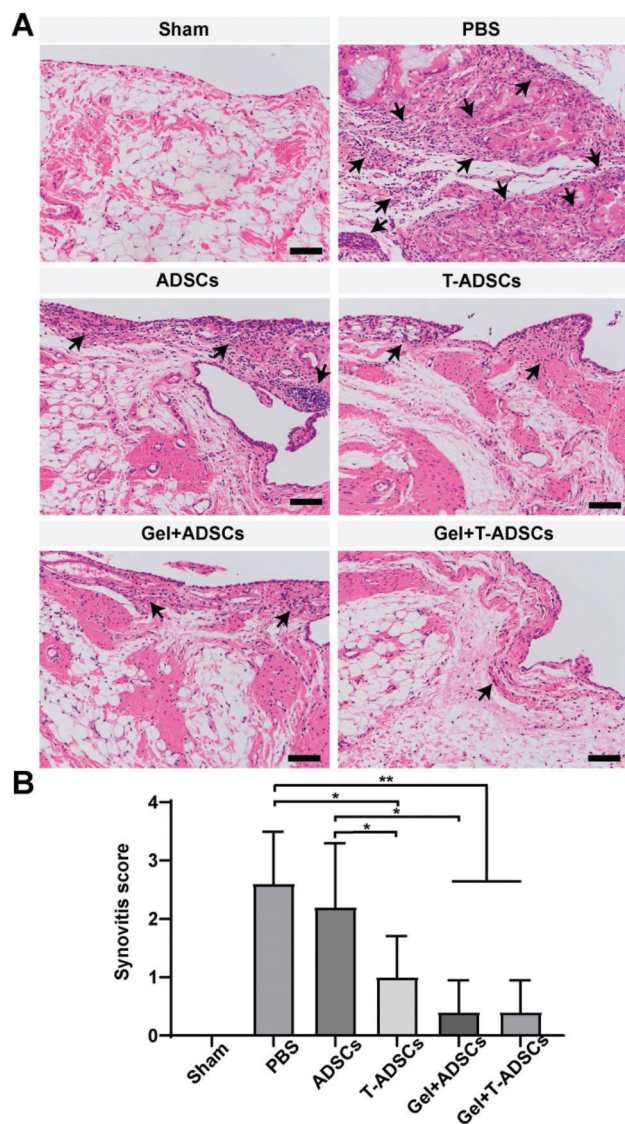 A
Sham
PBS
ADSCs
T-ADSCs
Gel+ADSCs
Gel+T-ADSCs
B
**
*
*
*
Synovitis score
4
3
2
1
0
Sham
PBS
ADSCs
T-ADSCs
Gel+ADSCs
Gel+T-ADSCs